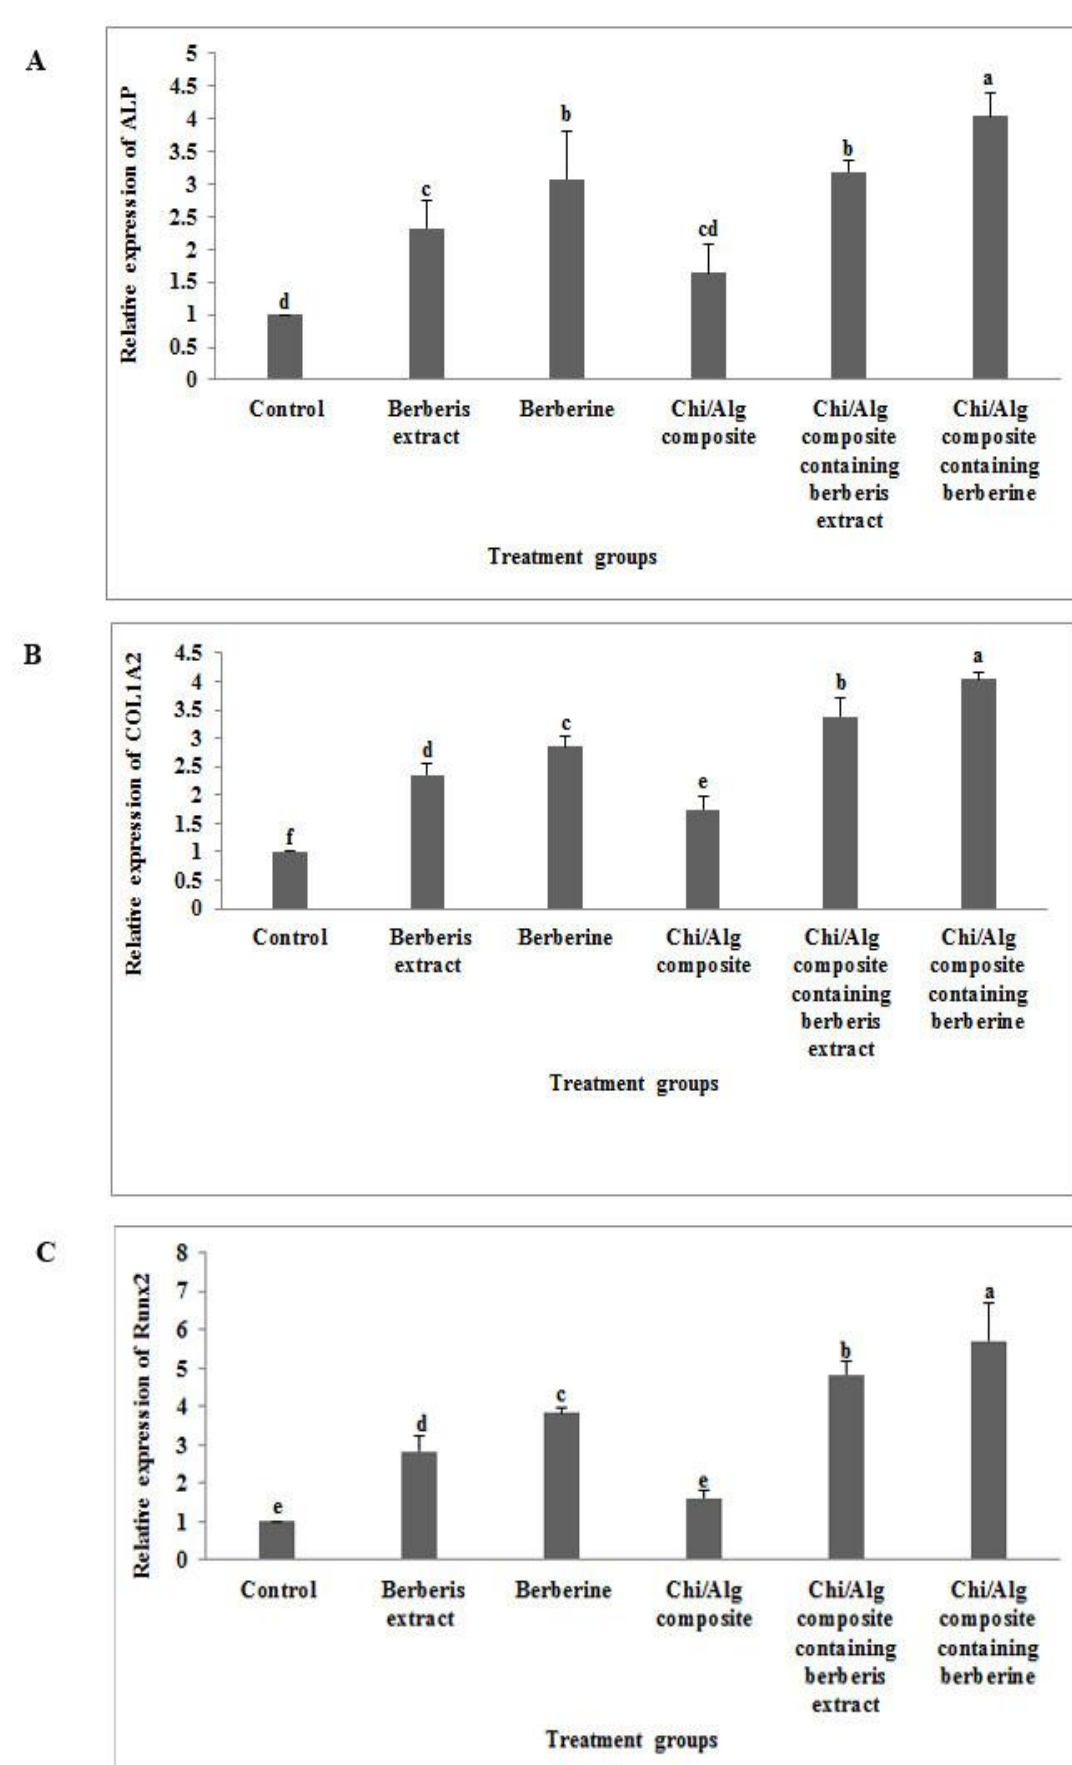 A
Relative expression of ALP
5
4.5
4
3.5
3
2.5
2
1.5
1
0.5
0
d
c
b
cd
b
a
Control
Berberis
extract
Berberine
Chi/Alg
composite
Chi/Alg
composite
containing
berberis
extract
Chi/Alg
composite
containing
berberine
Treatment groups
B
Relative expression of COL1A2
4.5
4
3.5
3
2.5
2
1.5
1
0.5
0
f
d
c
e
b
a
Control
Berberis
extract
Berberine
Chi/Alg
composite
Chi/Alg
composite
containing
berberis
extract
Chi/Alg
composite
containing
berberine
Treatment groups
C
Relative expression of Runx2
8
7
6
5
4
3
2
1
0
e
d
c
e
b
a
Control
Berberis
extract
Berberine
Chi/Alg
composite
Chi/Alg
composite
containing
berberis
extract
Chi/Alg
composite
containing
berberine
Treatment groups